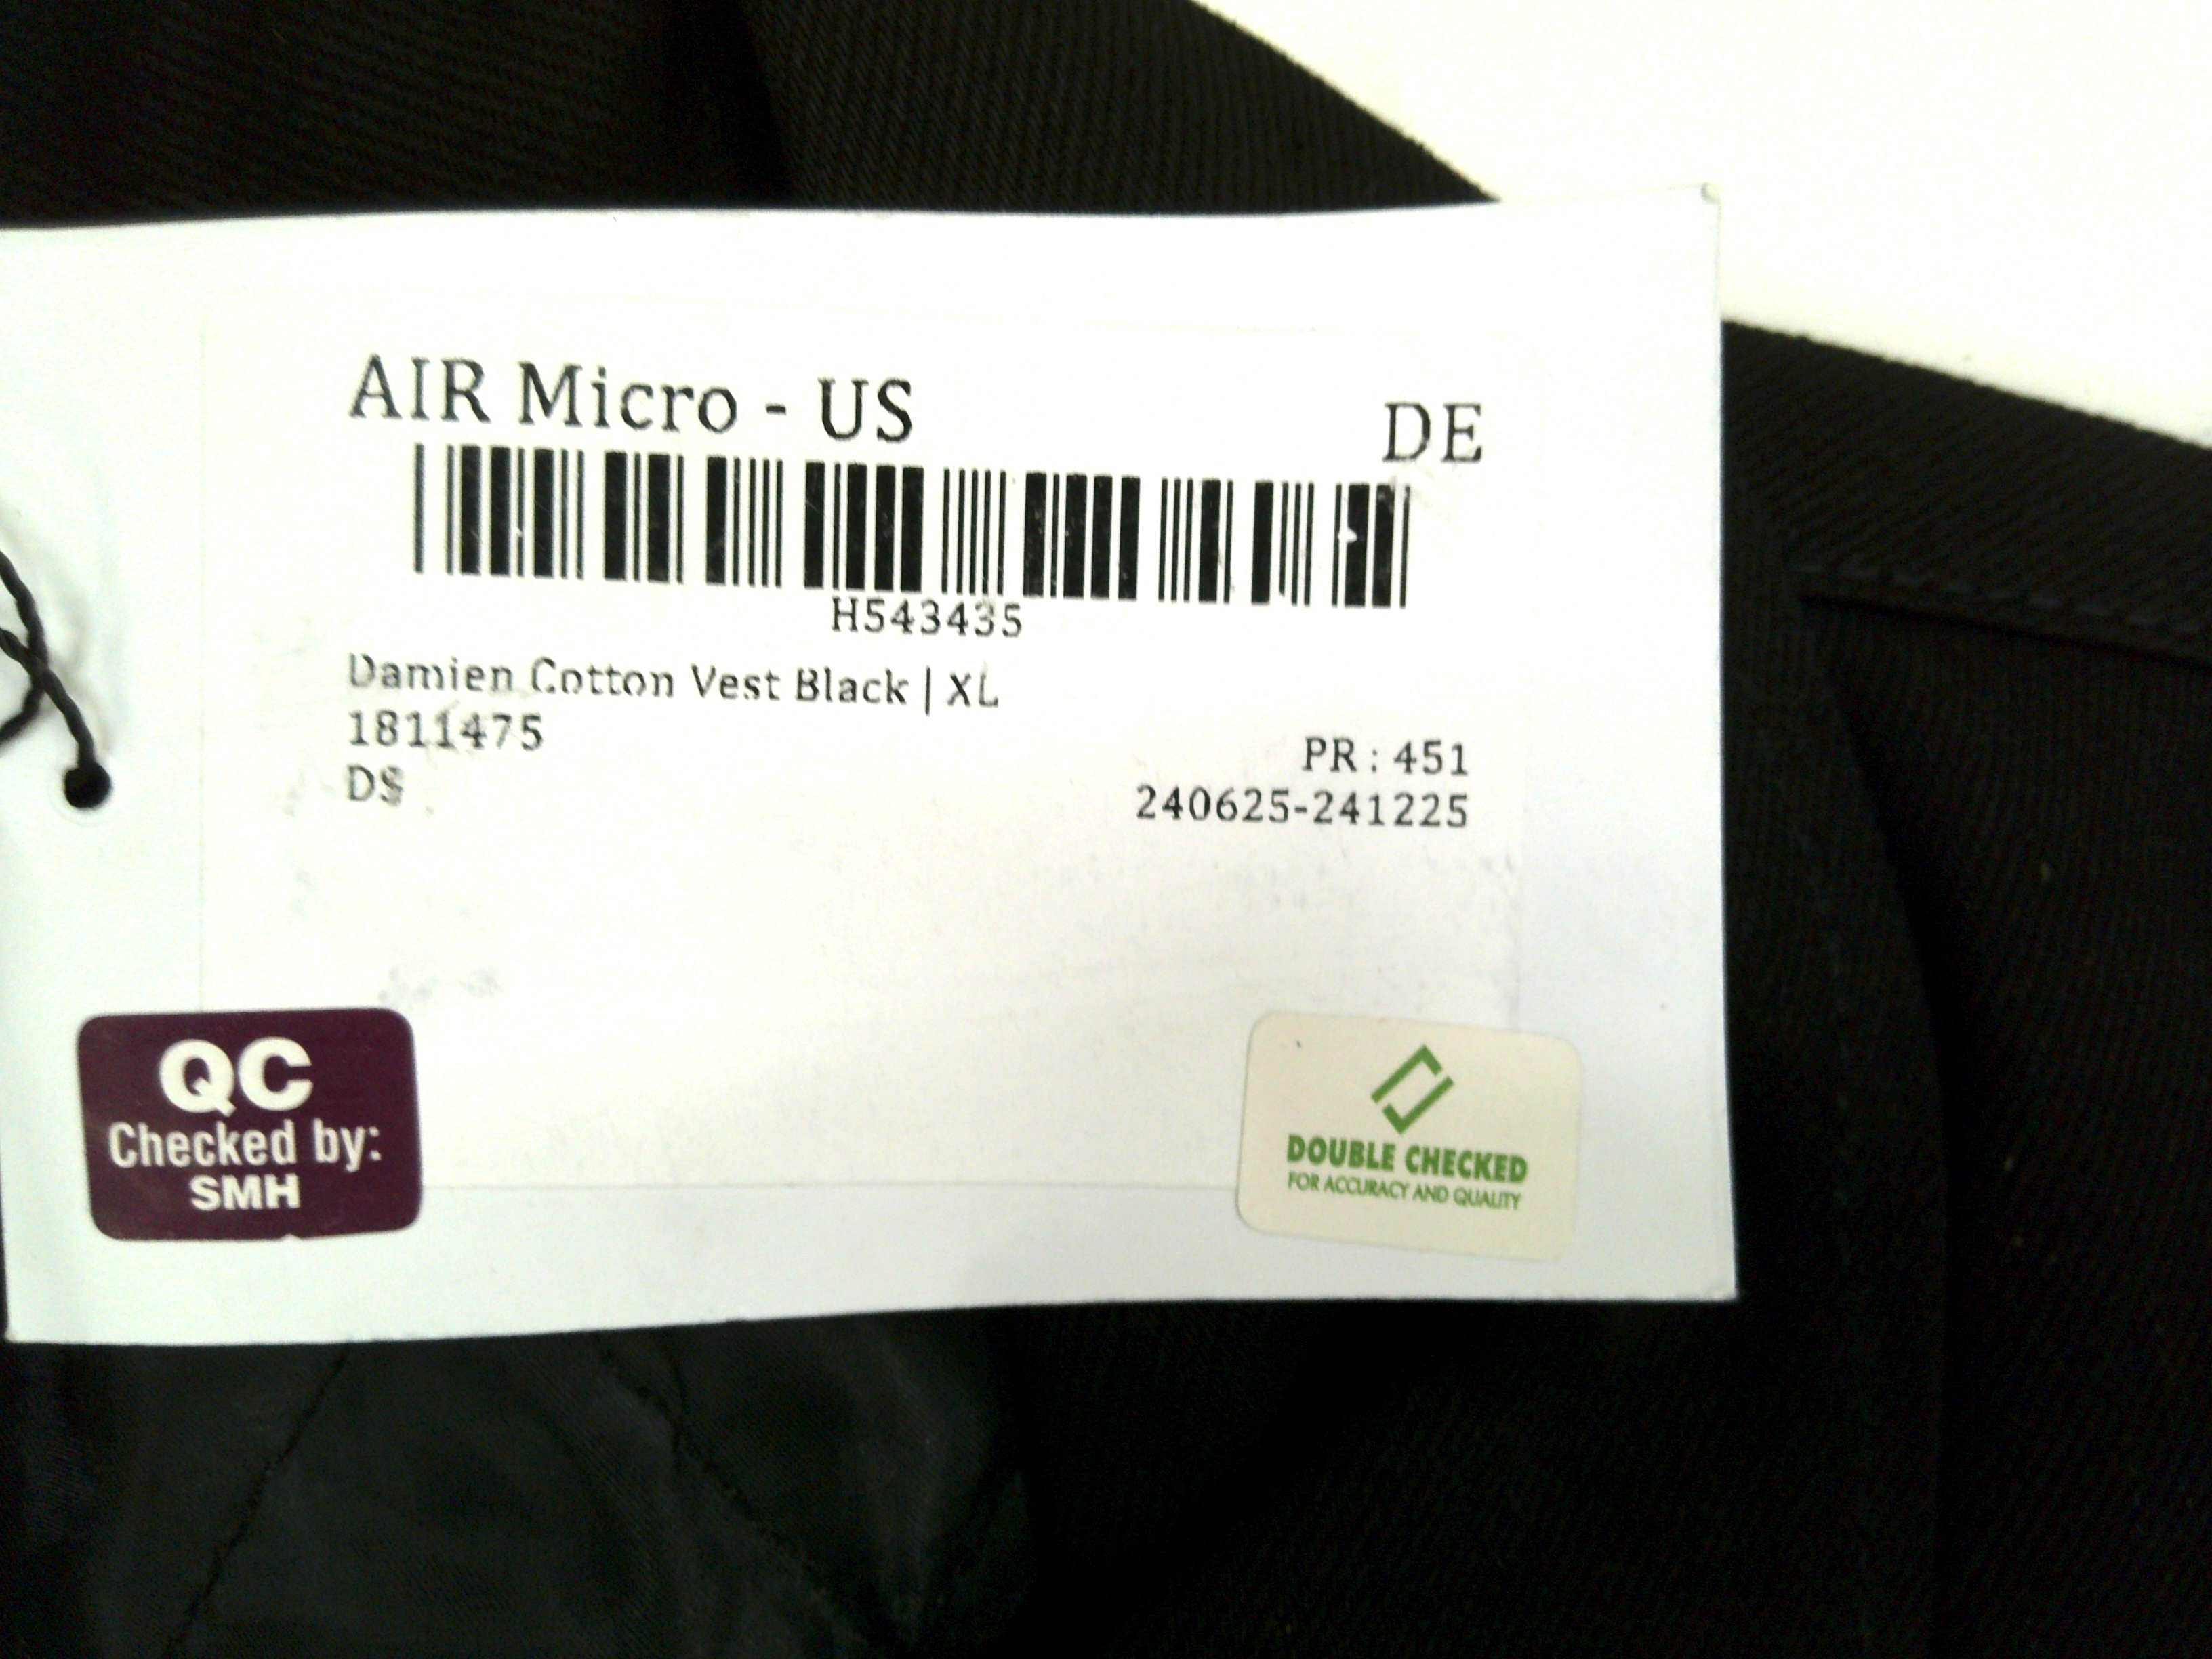 AIR Micro - US
DE
H543435
Damien Cotton Vest Black | XL
1811475
PR : 451
DS
240625-241225
QC
Checked by:
SMH
DOUBLE CHECKED
FOR ACCURACY AND QUALITY